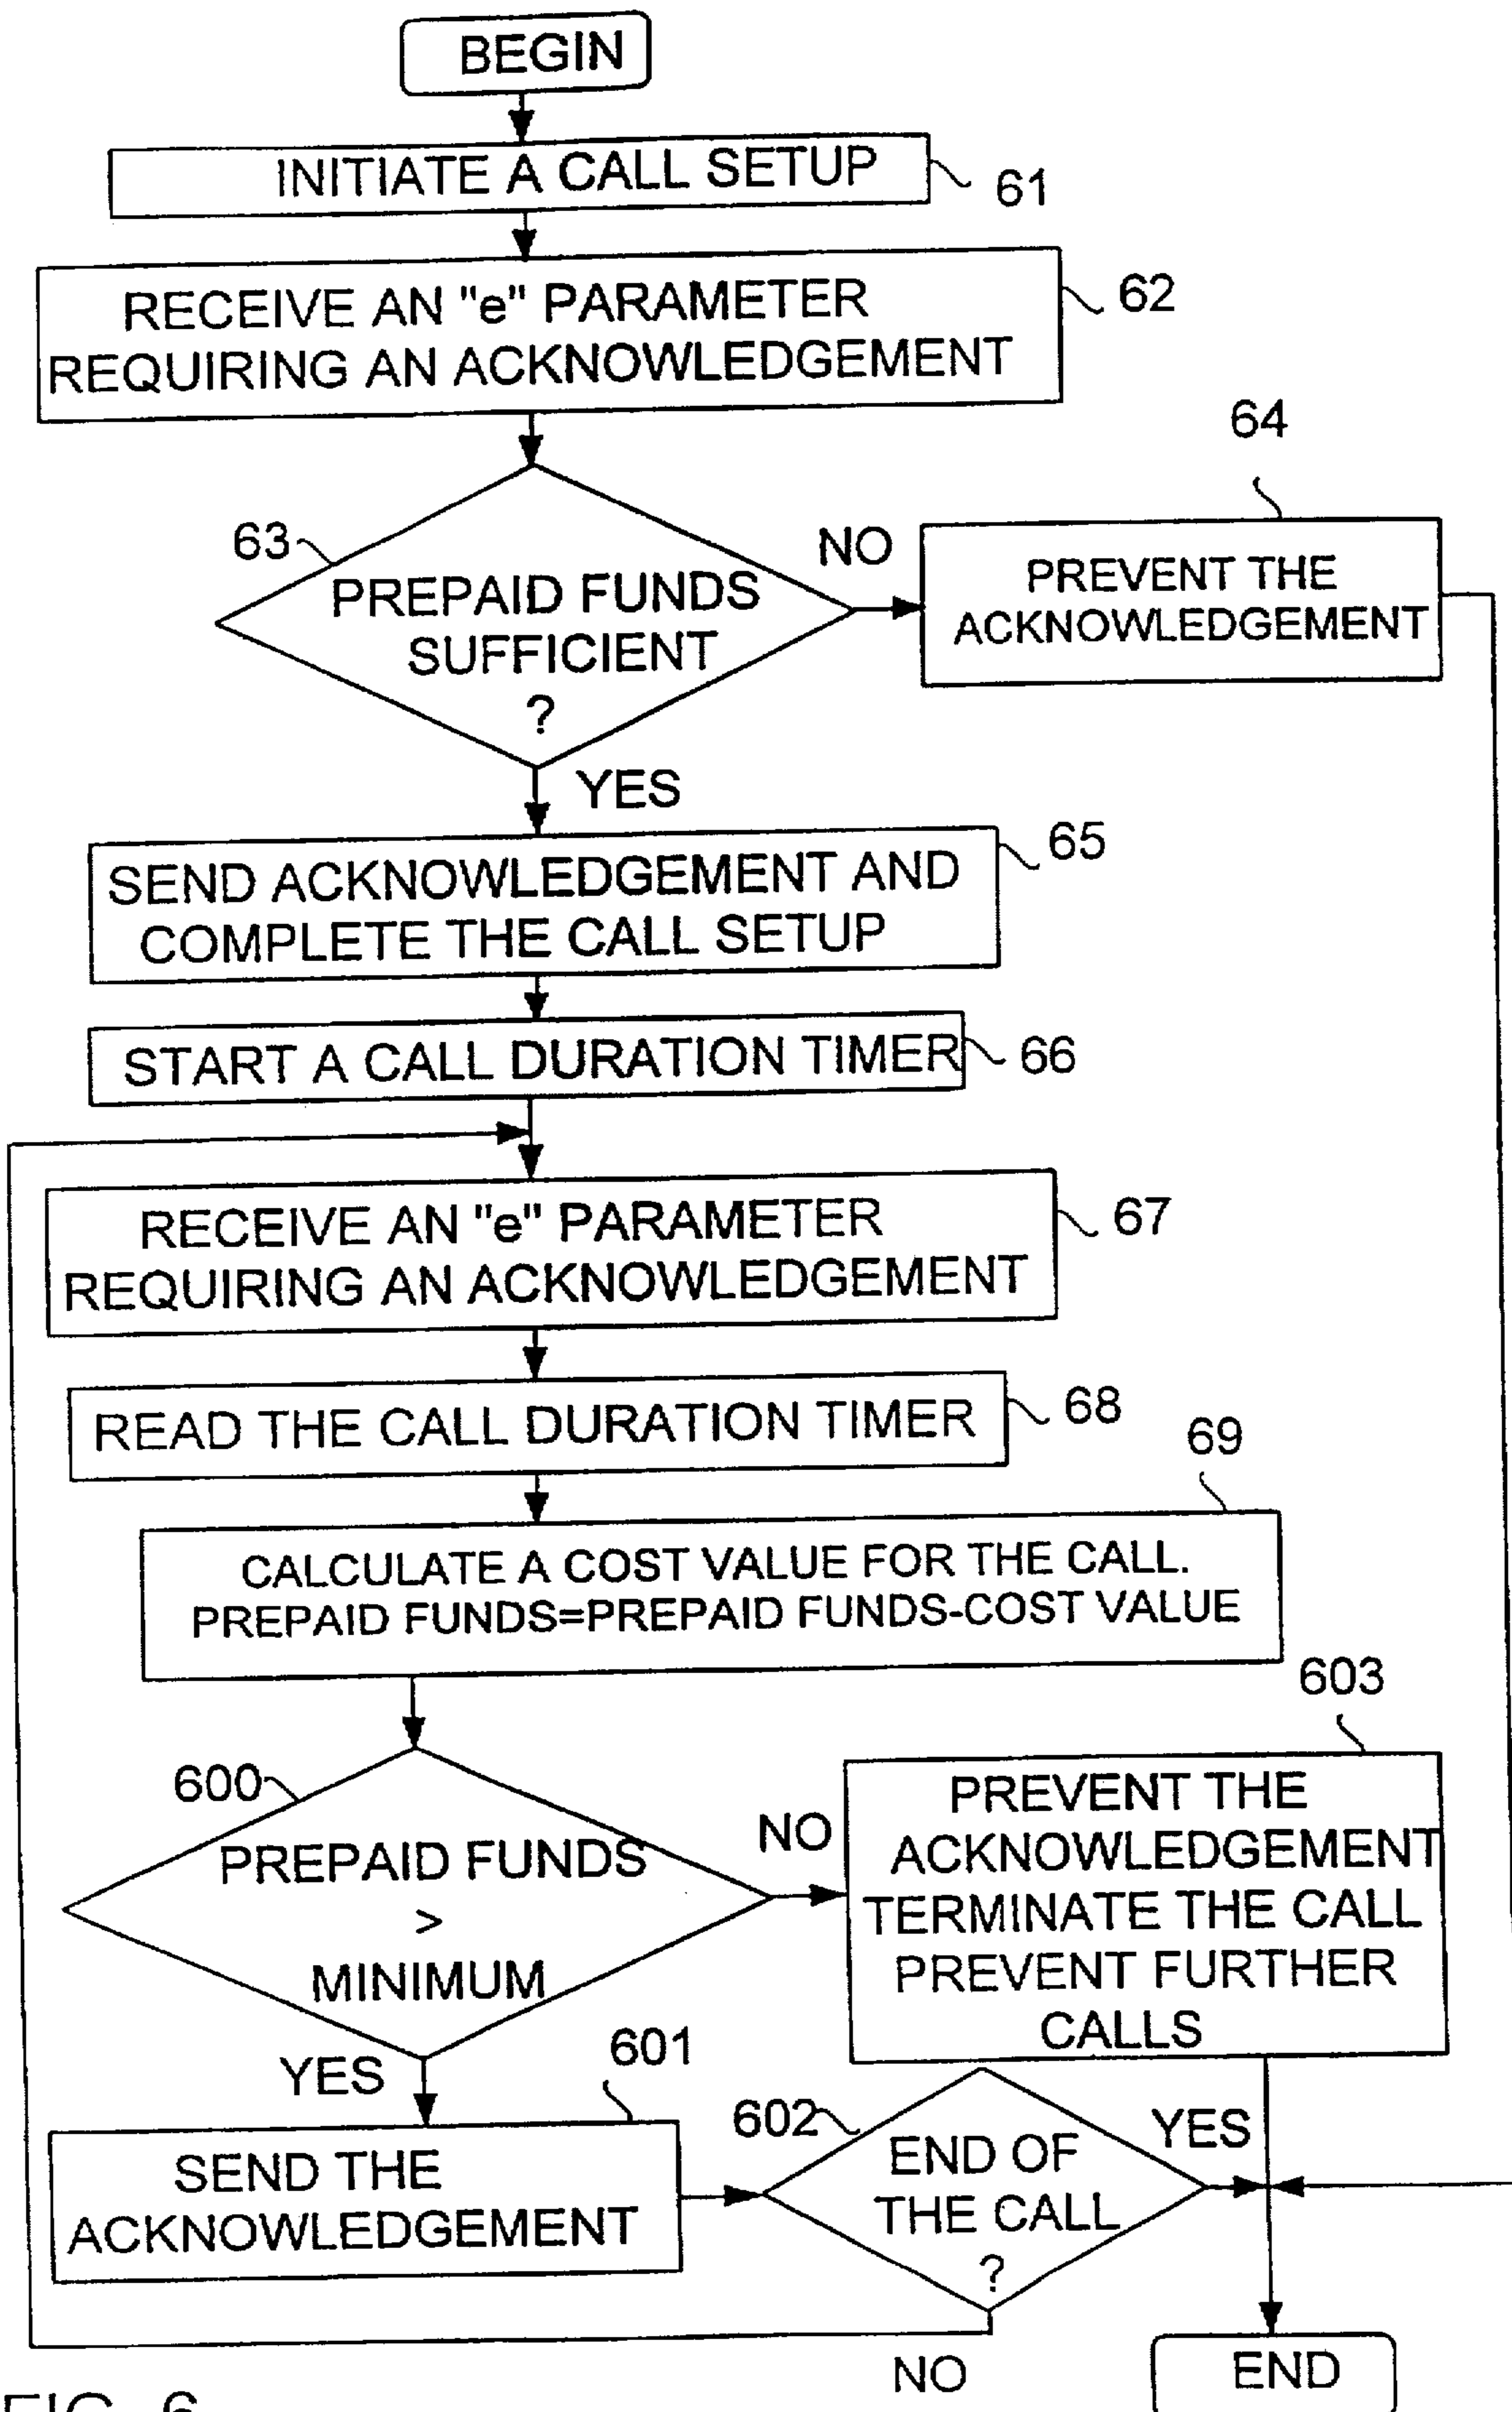 BEGIN
INITIATE A CALL SETUP
61
RECEIVE AN "e" PARAMETER
REQUIRING AN ACKNOWLEDGEMENT
62
63
PREPAID FUNDS
SUFFICIENT
?
NO
64
PREVENT THE
ACKNOWLEDGEMENT
YES
SEND ACKNOWLEDGEMENT AND
COMPLETE THE CALL SETUP
65
START A CALL DURATION TIMER
66
RECEIVE AN "e" PARAMETER
REQUIRING AN ACKNOWLEDGEMENT
67
READ THE CALL DURATION TIMER
68
69
CALCULATE A COST VALUE FOR THE CALL.
PREPAID FUNDS=PREPAID FUNDS-COST VALUE
600
PREPAID FUNDS
>
MINIMUM
NO
603
PREVENT THE
ACKNOWLEDGEMENT
TERMINATE THE CALL
PREVENT FURTHER
CALLS
YES
601
SEND THE
ACKNOWLEDGEMENT
602
END OF
THE CALL
?
YES
NO
END
FIG. 6